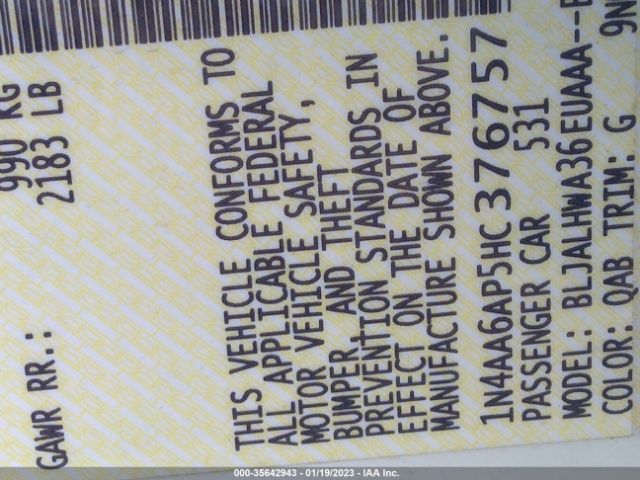 GAWR RR.: 990 KG
2183 LB
THIS VEHICLE CONFORMS TO
ALL APPLICABLE FEDERAL
MOTOR VEHICLE SAFETY,
BUMPER, AND THEFT
PREVENTION STANDARDS IN
EFFECT ON THE DATE OF
MANUFACTURE SHOWN ABOVE.
1N4AA6AP5HC376757
PASSENGER CAR 531
MODEL: BLJALHWA36EUAAA--E
COLOR: QAB TRIM: G 9N
000-35642943 - 01/19/2023 - IAA Inc.